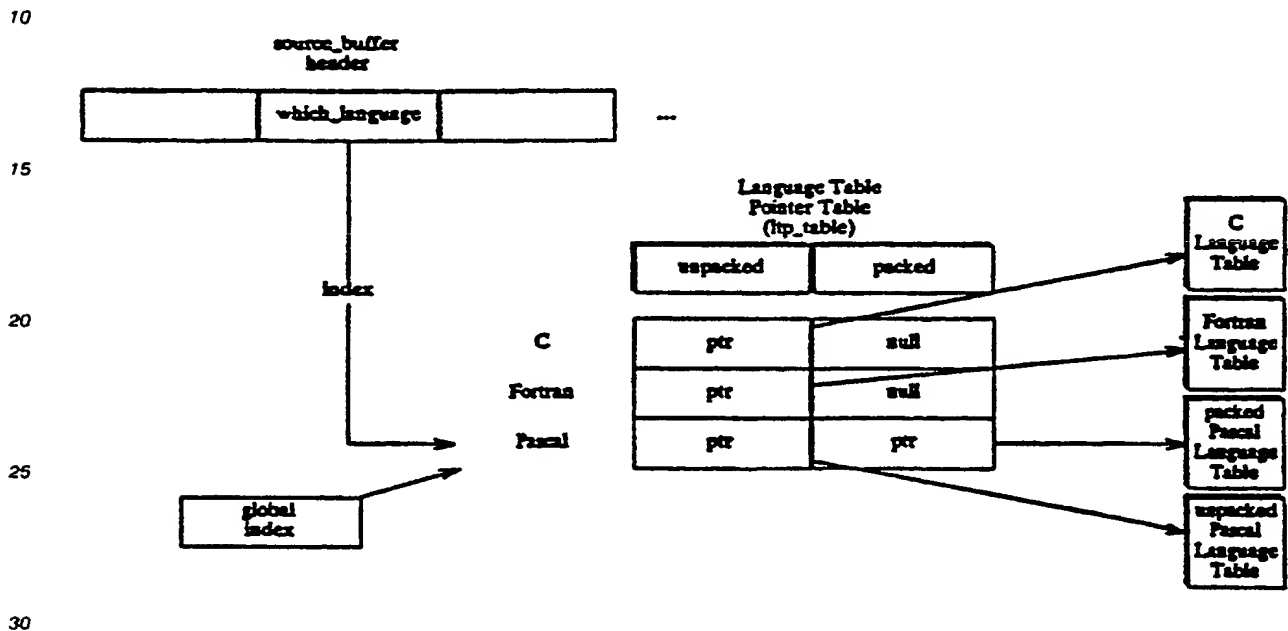 10
source_buffer
header
which_language
...
15
Language Table
Pointer Table
(ltp_table)
unpacked
packed
C
Language
Table
index
20
C
ptr
null
Fortran
Language
Table
Fortran
ptr
null
Pascal
ptr
ptr
packed
Pascal
Language
Table
25
global
index
unpacked
Pascal
Language
Table
30